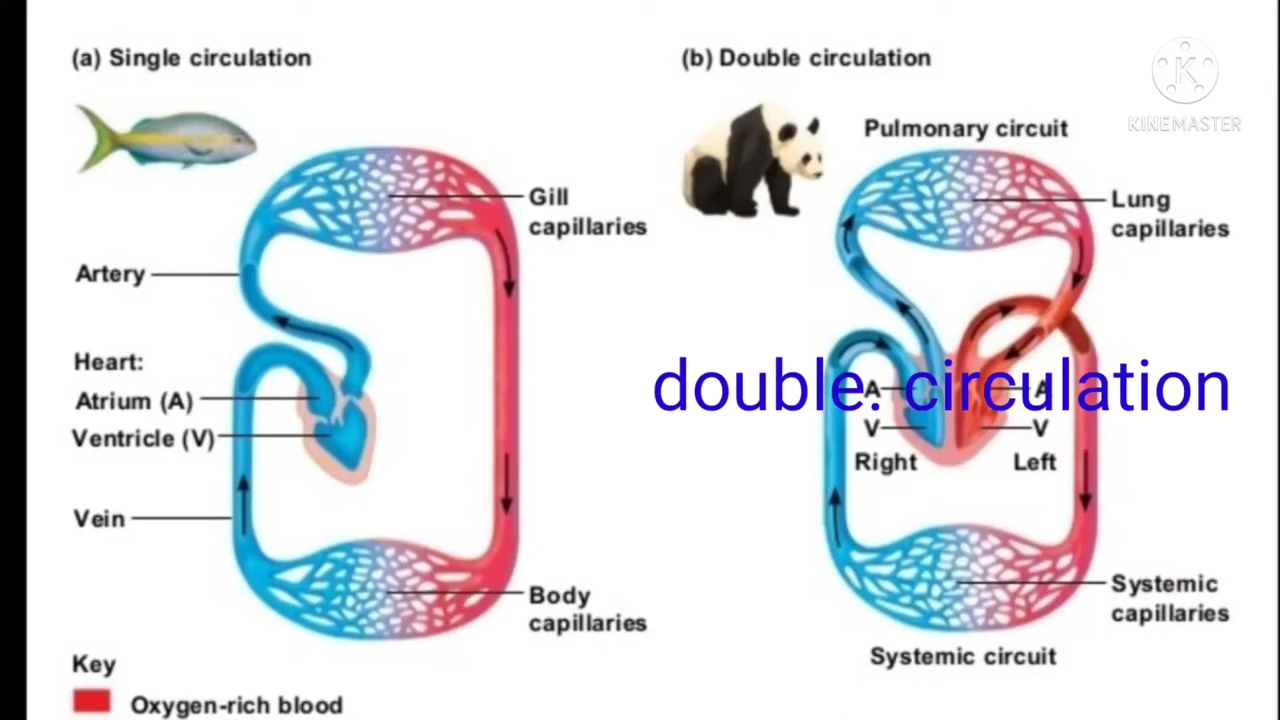 (a) Single circulation
Gill
capillaries
Artery
Heart:
Atrium (A)
Ventricle (V)
Vein
Body
capillaries
Key
Oxygen-rich blood
(b) Double circulation
KINEMASTER
Pulmonary circuit
Lung
capillaries
double. circulation
A
A
V
V
Right
Left
Systemic
capillaries
Systemic circuit